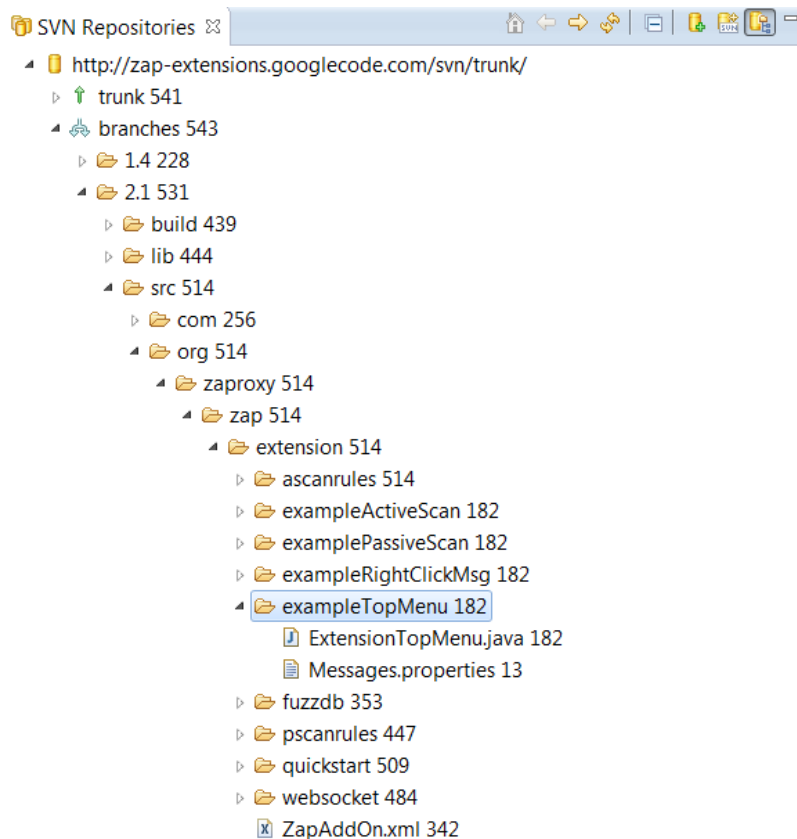 SVN Repositories
SVN
http://zap-extensions.googlecode.com/svn/trunk/
trunk 541
branches 543
1.4 228
2.1 531
build 439
lib 444
src 514
com 256
org 514
zaproxy 514
zap 514
extension 514
ascanrules 514
exampleActiveScan 182
examplePassiveScan 182
exampleRightClickMsg 182
exampleTopMenu 182
ExtensionTopMenu.java 182
Messages.properties 13
fuzzdb 353
pscanrules 447
quickstart 509
websocket 484
ZapAddOn.xml 342